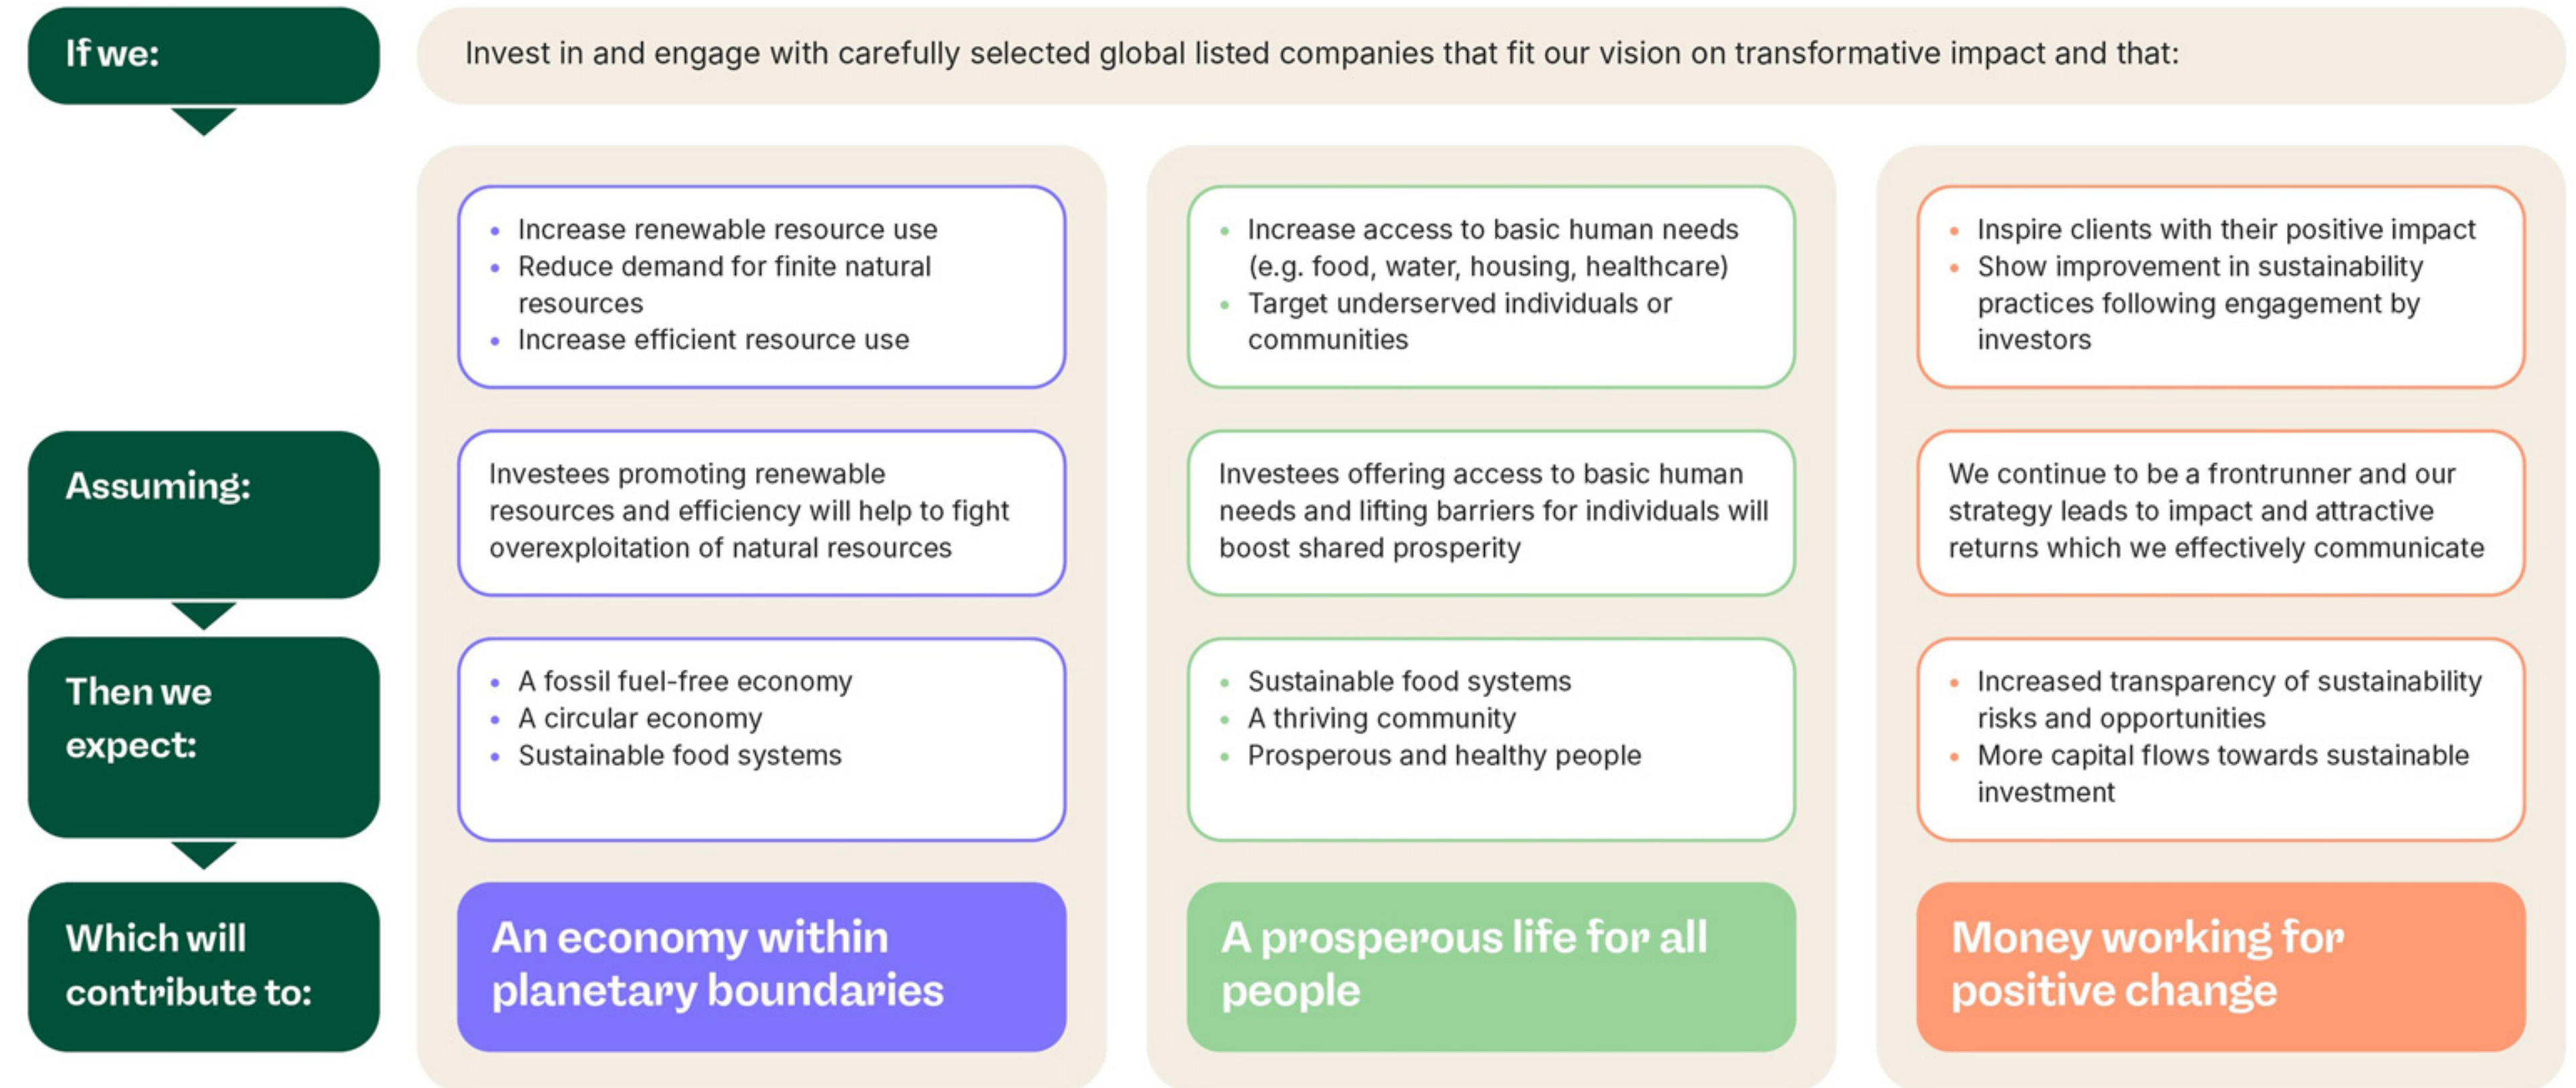 If we:
Invest in and engage with carefully selected global listed companies that fit our vision on transformative impact and that:
• Increase renewable resource use
• Reduce demand for finite natural
resources
• Increase efficient resource use
• Increase access to basic human needs
(e.g. food, water, housing, healthcare)
• Target underserved individuals or
communities
• Inspire clients with their positive impact
• Show improvement in sustainability
practices following engagement by
investors
Assuming:
Investees promoting renewable
resources and efficiency will help to fight
overexploitation of natural resources
Investees offering access to basic human
needs and lifting barriers for individuals will
boost shared prosperity
We continue to be a frontrunner and our
strategy leads to impact and attractive
returns which we effectively communicate
Then we
expect:
• A fossil fuel-free economy
• A circular economy
• Sustainable food systems
• Sustainable food systems
• A thriving community
• Prosperous and healthy people
• Increased transparency of sustainability
risks and opportunities
• More capital flows towards sustainable
investment
Which will
contribute to:
An economy within
planetary boundaries
A prosperous life for all
people
Money working for
positive change